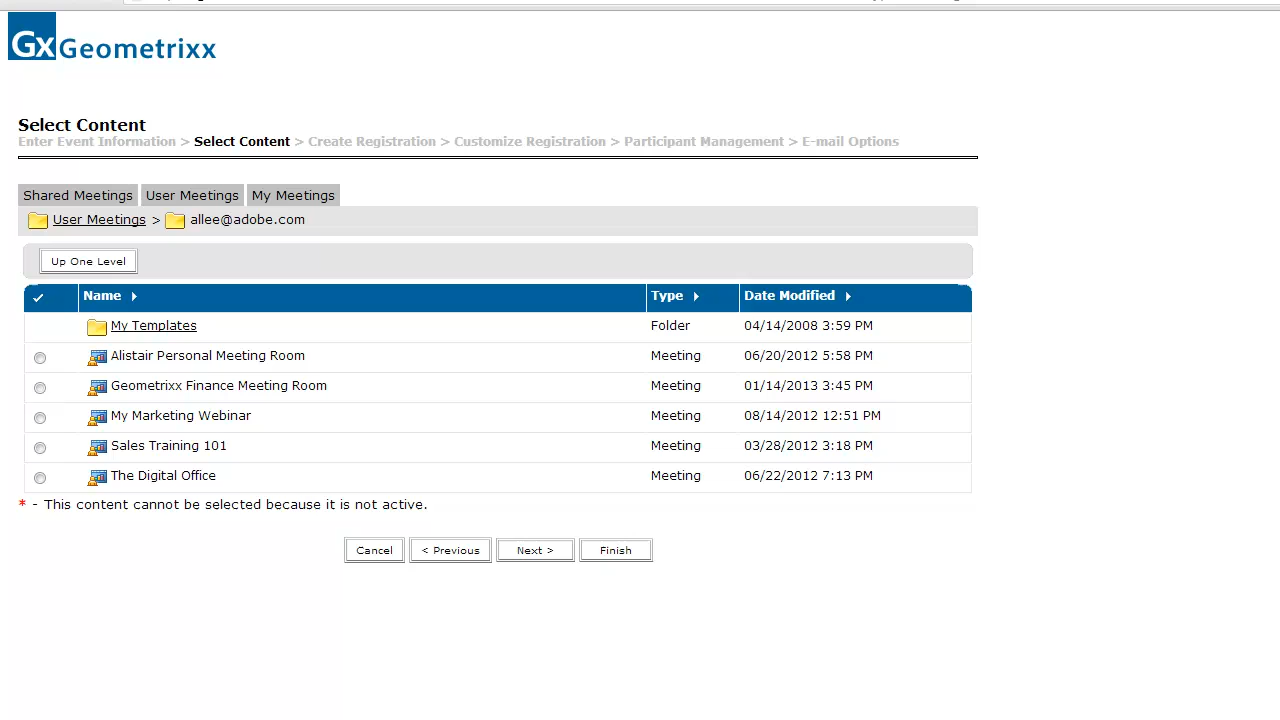 Gx Geometrixx
Select Content
Enter Event Information > Select Content > Create Registration > Customize Registration > Participant Management > E-mail Options
Shared Meetings User Meetings My Meetings
User Meetings > allee@adobe.com
Up One Level
Name Type Date Modified
My Templates Folder 04/14/2008 3:59 PM
Alistair Personal Meeting Room Meeting 06/20/2012 5:58 PM
Geometrixx Finance Meeting Room Meeting 01/14/2013 3:45 PM
My Marketing Webinar Meeting 08/14/2012 12:51 PM
Sales Training 101 Meeting 03/28/2012 3:18 PM
The Digital Office Meeting 06/22/2012 7:13 PM
* - This content cannot be selected because it is not active.
Cancel < Previous Next > Finish